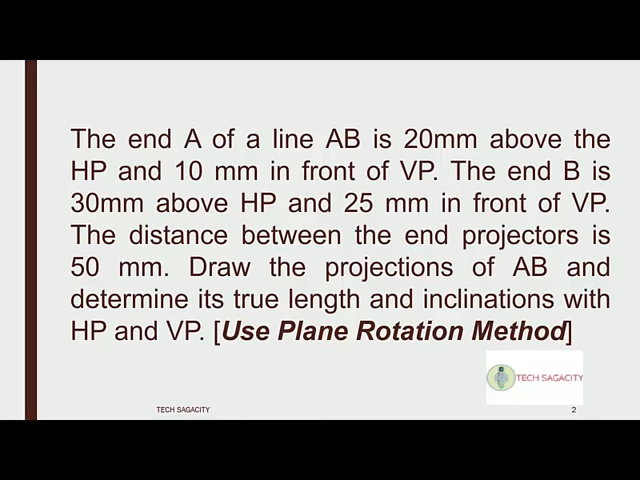 The end A of a line AB is 20mm above the
HP and 10 mm in front of VP. The end B is
30mm above HP and 25 mm in front of VP.
The distance between the end projectors is
50 mm. Draw the projections of AB and
determine its true length and inclinations with
HP and VP. [Use Plane Rotation Method]
TECH SAGACITY
TECH SAGACITY
2